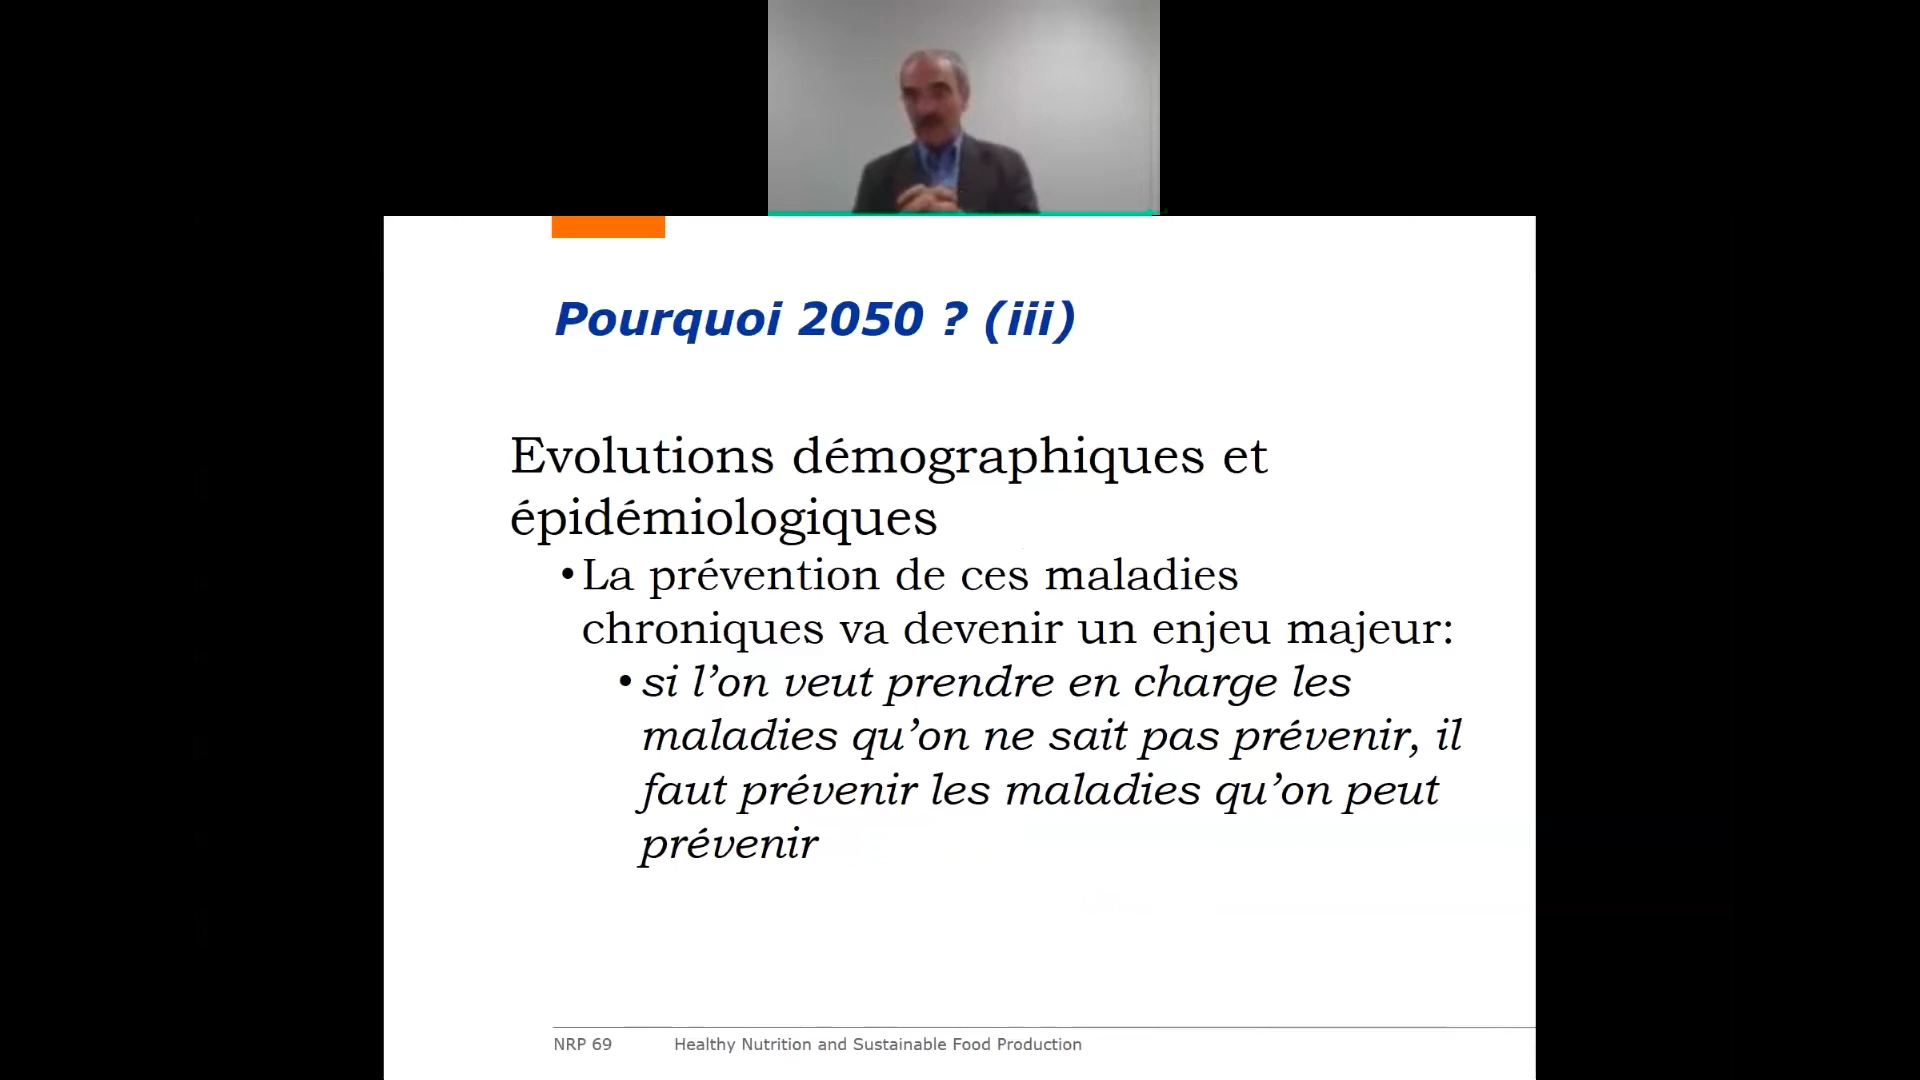 Pourquoi 2050 ? (iii)
Evolutions démographiques et
épidémiologiques
•La prévention de ces maladies
chroniques va devenir un enjeu majeur:
•si l’on veut prendre en charge les
maladies qu’on ne sait pas prévenir, il
faut prévenir les maladies qu’on peut
prévenir
NRP 69 Healthy Nutrition and Sustainable Food Production